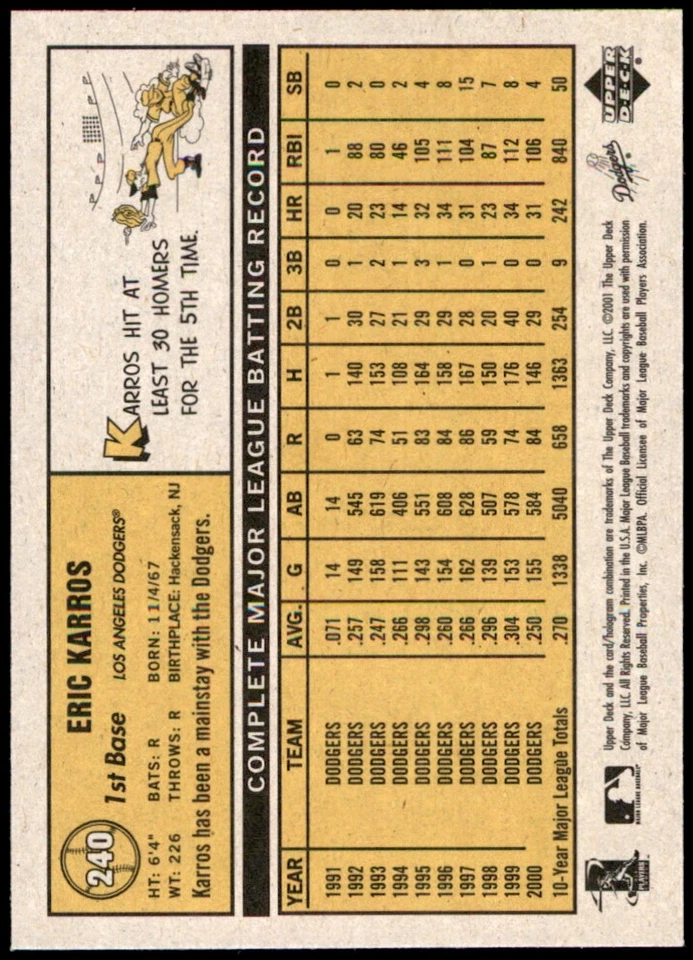 240
ERIC KARROS
1st Base LOS ANGELES DODGERS®
HT: 6'4" BATS: R BORN: 11/4/67
WT: 226 THROWS: R BIRTHPLACE: Hackensack, NJ
Karros has been a mainstay with the Dodgers.
KARROS HIT AT
LEAST 30 HOMERS
FOR THE 5TH TIME.
COMPLETE MAJOR LEAGUE BATTING RECORD
YEAR TEAM AVG. G AB R H 2B 3B HR RBI SB
1991 DODGERS .071 14 14 0 1 1 0 0 1 0
1992 DODGERS .257 149 545 63 140 30 1 20 88 2
1993 DODGERS .247 158 619 74 153 27 2 23 80 0
1994 DODGERS .266 111 406 51 108 21 1 14 46 2
1995 DODGERS .298 143 551 83 164 29 3 32 105 4
1996 DODGERS .260 154 608 84 158 29 1 34 111 8
1997 DODGERS .266 162 628 86 167 28 0 31 104 15
1998 DODGERS .296 139 507 59 150 20 1 23 87 7
1999 DODGERS .304 153 578 74 176 40 0 34 112 8
2000 DODGERS .250 155 584 84 146 29 0 31 106 4
10-Year Major League Totals .270 1338 5040 658 1363 254 9 242 840 50
MAJOR LEAGUE BASEBALL
Upper Deck and the card/hologram combination are trademarks of The Upper Deck Company, LLC. ©2001 The Upper Deck
Company, LLC. All Rights Reserved. Printed in the U.S.A. Major League Baseball trademarks and copyrights are used with permission
of Major League Baseball Properties, Inc. ©MLBPA. Official Licensee of Major League Baseball Players Association.
Dodgers
UPPER
DECK